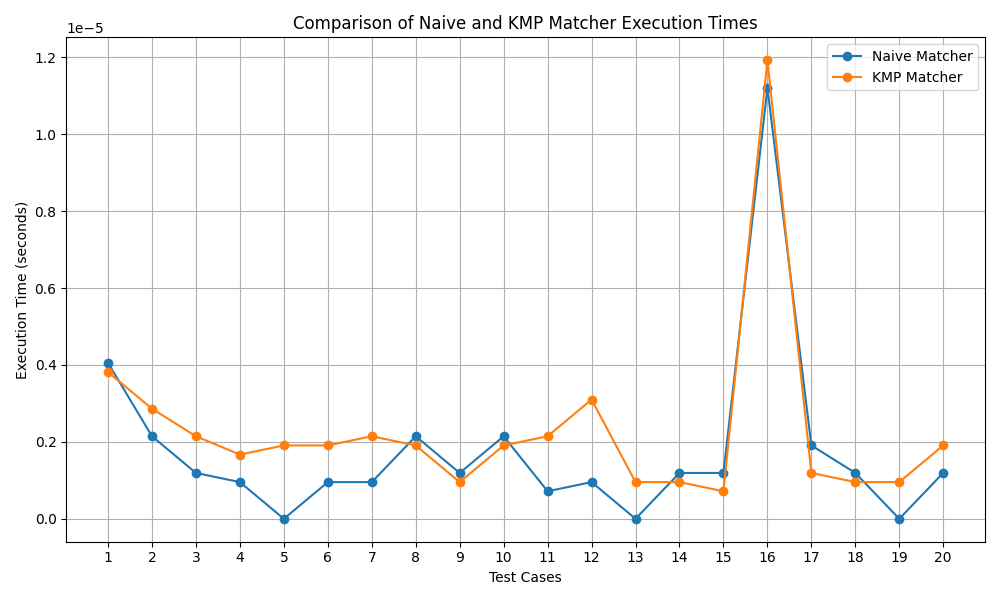 Comparison of Naive and KMP Matcher Execution Times
1e−5
Naive Matcher
KMP Matcher
1.2
1.0
0.8
0.6
0.4
0.2
0.0
Execution Time (seconds)
1 2 3 4 5 6 7 8 9 10 11 12 13 14 15 16 17 18 19 20
Test Cases